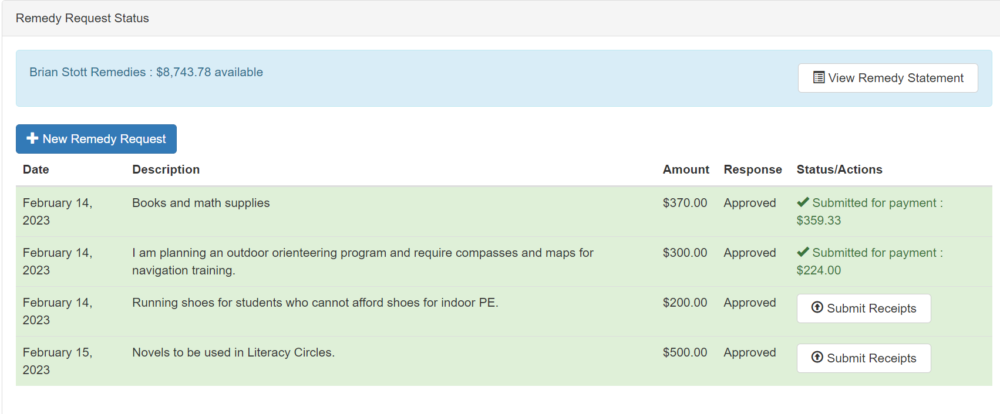 Remedy Request Status
Brian Stott Remedies : $8,743.78 available
View Remedy Statement
New Remedy Request
Date Description Amount Response Status/Actions
February 14, Books and math supplies $370.00 Approved Submitted for payment :
2023 $359.33
February 14, I am planning an outdoor orienteering program and require compasses and maps for $300.00 Approved Submitted for payment :
2023 navigation training. $224.00
February 14, Running shoes for students who cannot afford shoes for indoor PE. $200.00 Approved Submit Receipts
2023
February 15, Novels to be used in Literacy Circles. $500.00 Approved Submit Receipts
2023